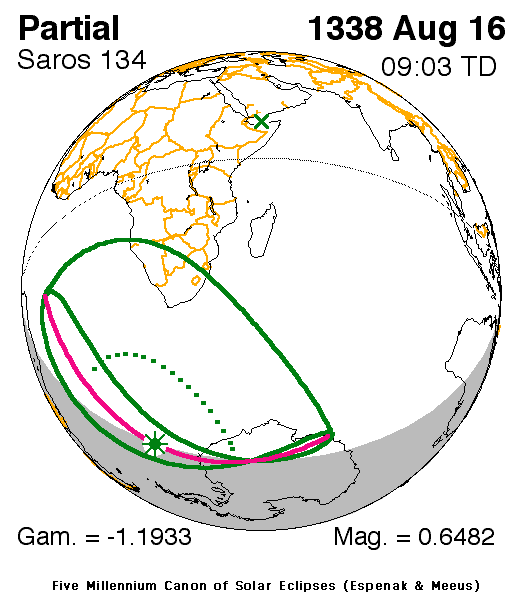 Partial
1338 Aug 16
Saros 134
09:03 TD
Gam. = -1.1933
Mag. = 0.6482
Five Millennium Canon of Solar Eclipses (Espenak & Meeus)